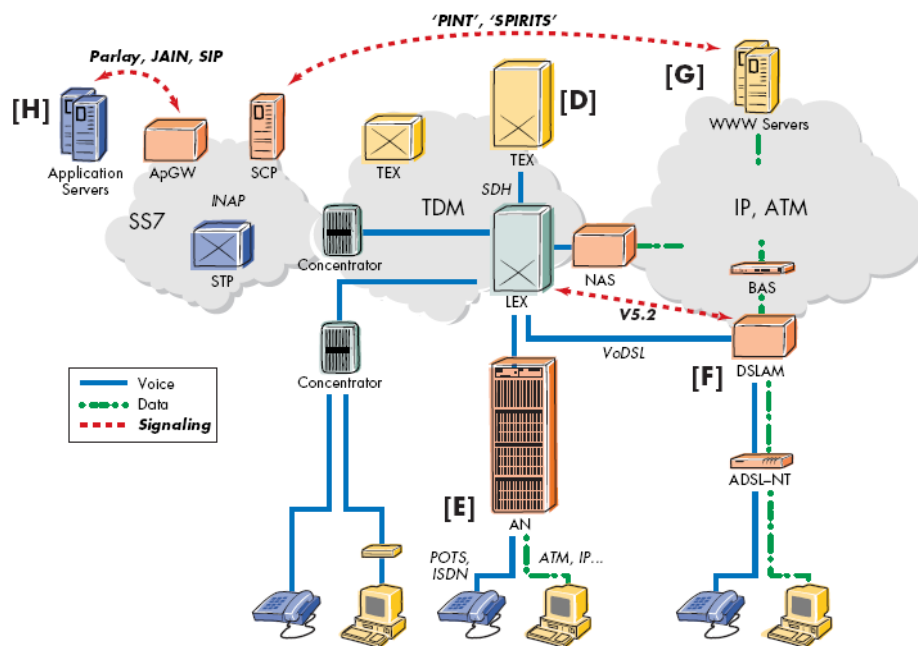 'PINT', 'SPIRITS'
Parlay, JAIN, SIP
[H]
[D]
[G]
Application
Servers
ApGW
SCP
TEX
TEX
WWW Servers
SS7
INAP
STP
TDM
SDH
IP, ATM
Concentrator
LEX
NAS
BAS
V5.2
VoDSL
Concentrator
[F]
DSLAM
Voice
Data
Signaling
ADSL–NT
[E]
AN
POTS,
ISDN
ATM, IP...